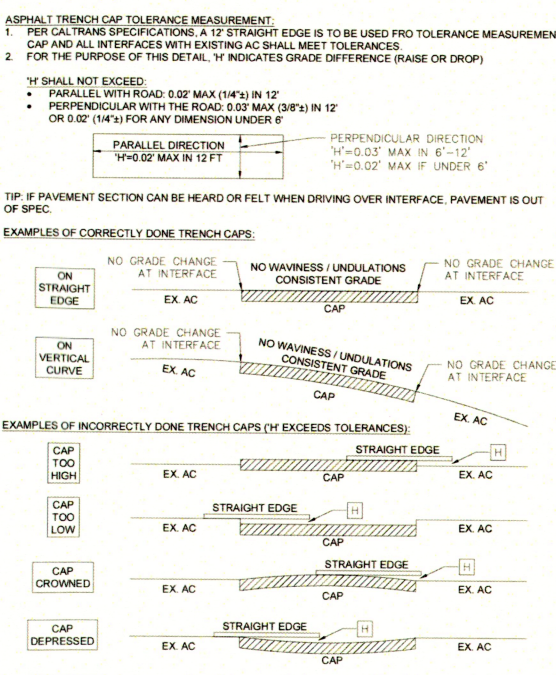 ASPHALT TRENCH CAP TOLERANCE MEASUREMENT:
1. PER CALTRANS SPECIFICATIONS, A 12' STRAIGHT EDGE IS TO BE USED FRO TOLERANCE MEASUREMEN
CAP AND ALL INTERFACES WITH EXISTING AC SHALL MEET TOLERANCES.
2. FOR THE PURPOSE OF THIS DETAIL, 'H' INDICATES GRADE DIFFERENCE (RAISE OR DROP)
'H' SHALL NOT EXCEED:
• PARALLEL WITH ROAD: 0.02' MAX (1/4"±) IN 12'
• PERPENDICULAR WITH THE ROAD: 0.03' MAX (3/8"±) IN 12'
OR 0.02' (1/4"±) FOR ANY DIMENSION UNDER 6'
PARALLEL DIRECTION
'H'=0.02' MAX IN 12 FT
PERPENDICULAR DIRECTION
'H'=0.03' MAX IN 6'-12'
'H'=0.02' MAX IF UNDER 6'
TIP: IF PAVEMENT SECTION CAN BE HEARD OR FELT WHEN DRIVING OVER INTERFACE, PAVEMENT IS OUT
OF SPEC.
EXAMPLES OF CORRECTLY DONE TRENCH CAPS:
ON
STRAIGHT
EDGE
NO GRADE CHANGE
AT INTERFACE
NO WAVINESS / UNDULATIONS
CONSISTENT GRADE
NO GRADE CHANGE
AT INTERFACE
EX. AC
CAP
EX. AC
ON
VERTICAL
CURVE
NO GRADE CHANGE
AT INTERFACE
NO WAVINESS / UNDULATIONS
CONSISTENT GRADE
NO GRADE CHANGE
AT INTERFACE
EX. AC
CAP
EX. AC
EXAMPLES OF INCORRECTLY DONE TRENCH CAPS ('H' EXCEEDS TOLERANCES):
CAP
TOO
HIGH
STRAIGHT EDGE
H
EX. AC
CAP
EX. AC
CAP
TOO
LOW
STRAIGHT EDGE
H
EX. AC
CAP
EX. AC
CAP
CROWNED
STRAIGHT EDGE
H
EX. AC
CAP
EX. AC
CAP
DEPRESSED
STRAIGHT EDGE
H
EX. AC
CAP
EX. AC